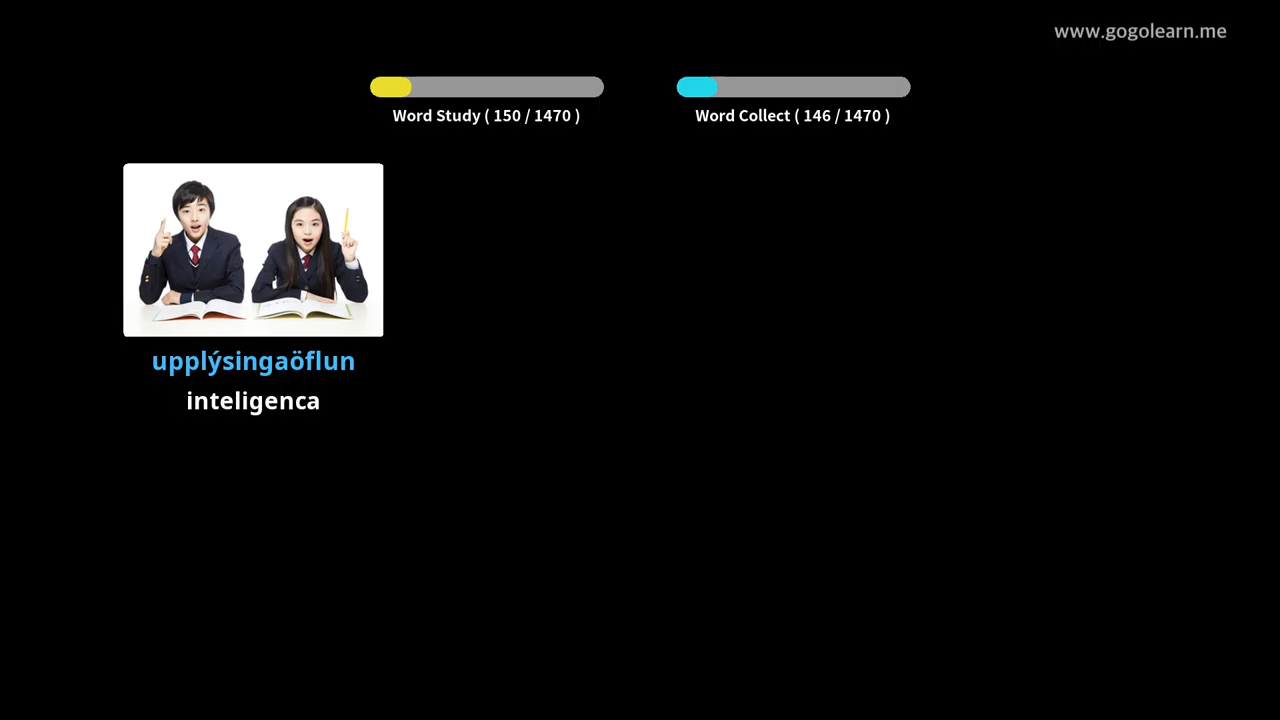 www.gogolearn.me
Word Study ( 150 / 1470 )
Word Collect ( 146 / 1470 )
upplýsingaöflun
inteligenca